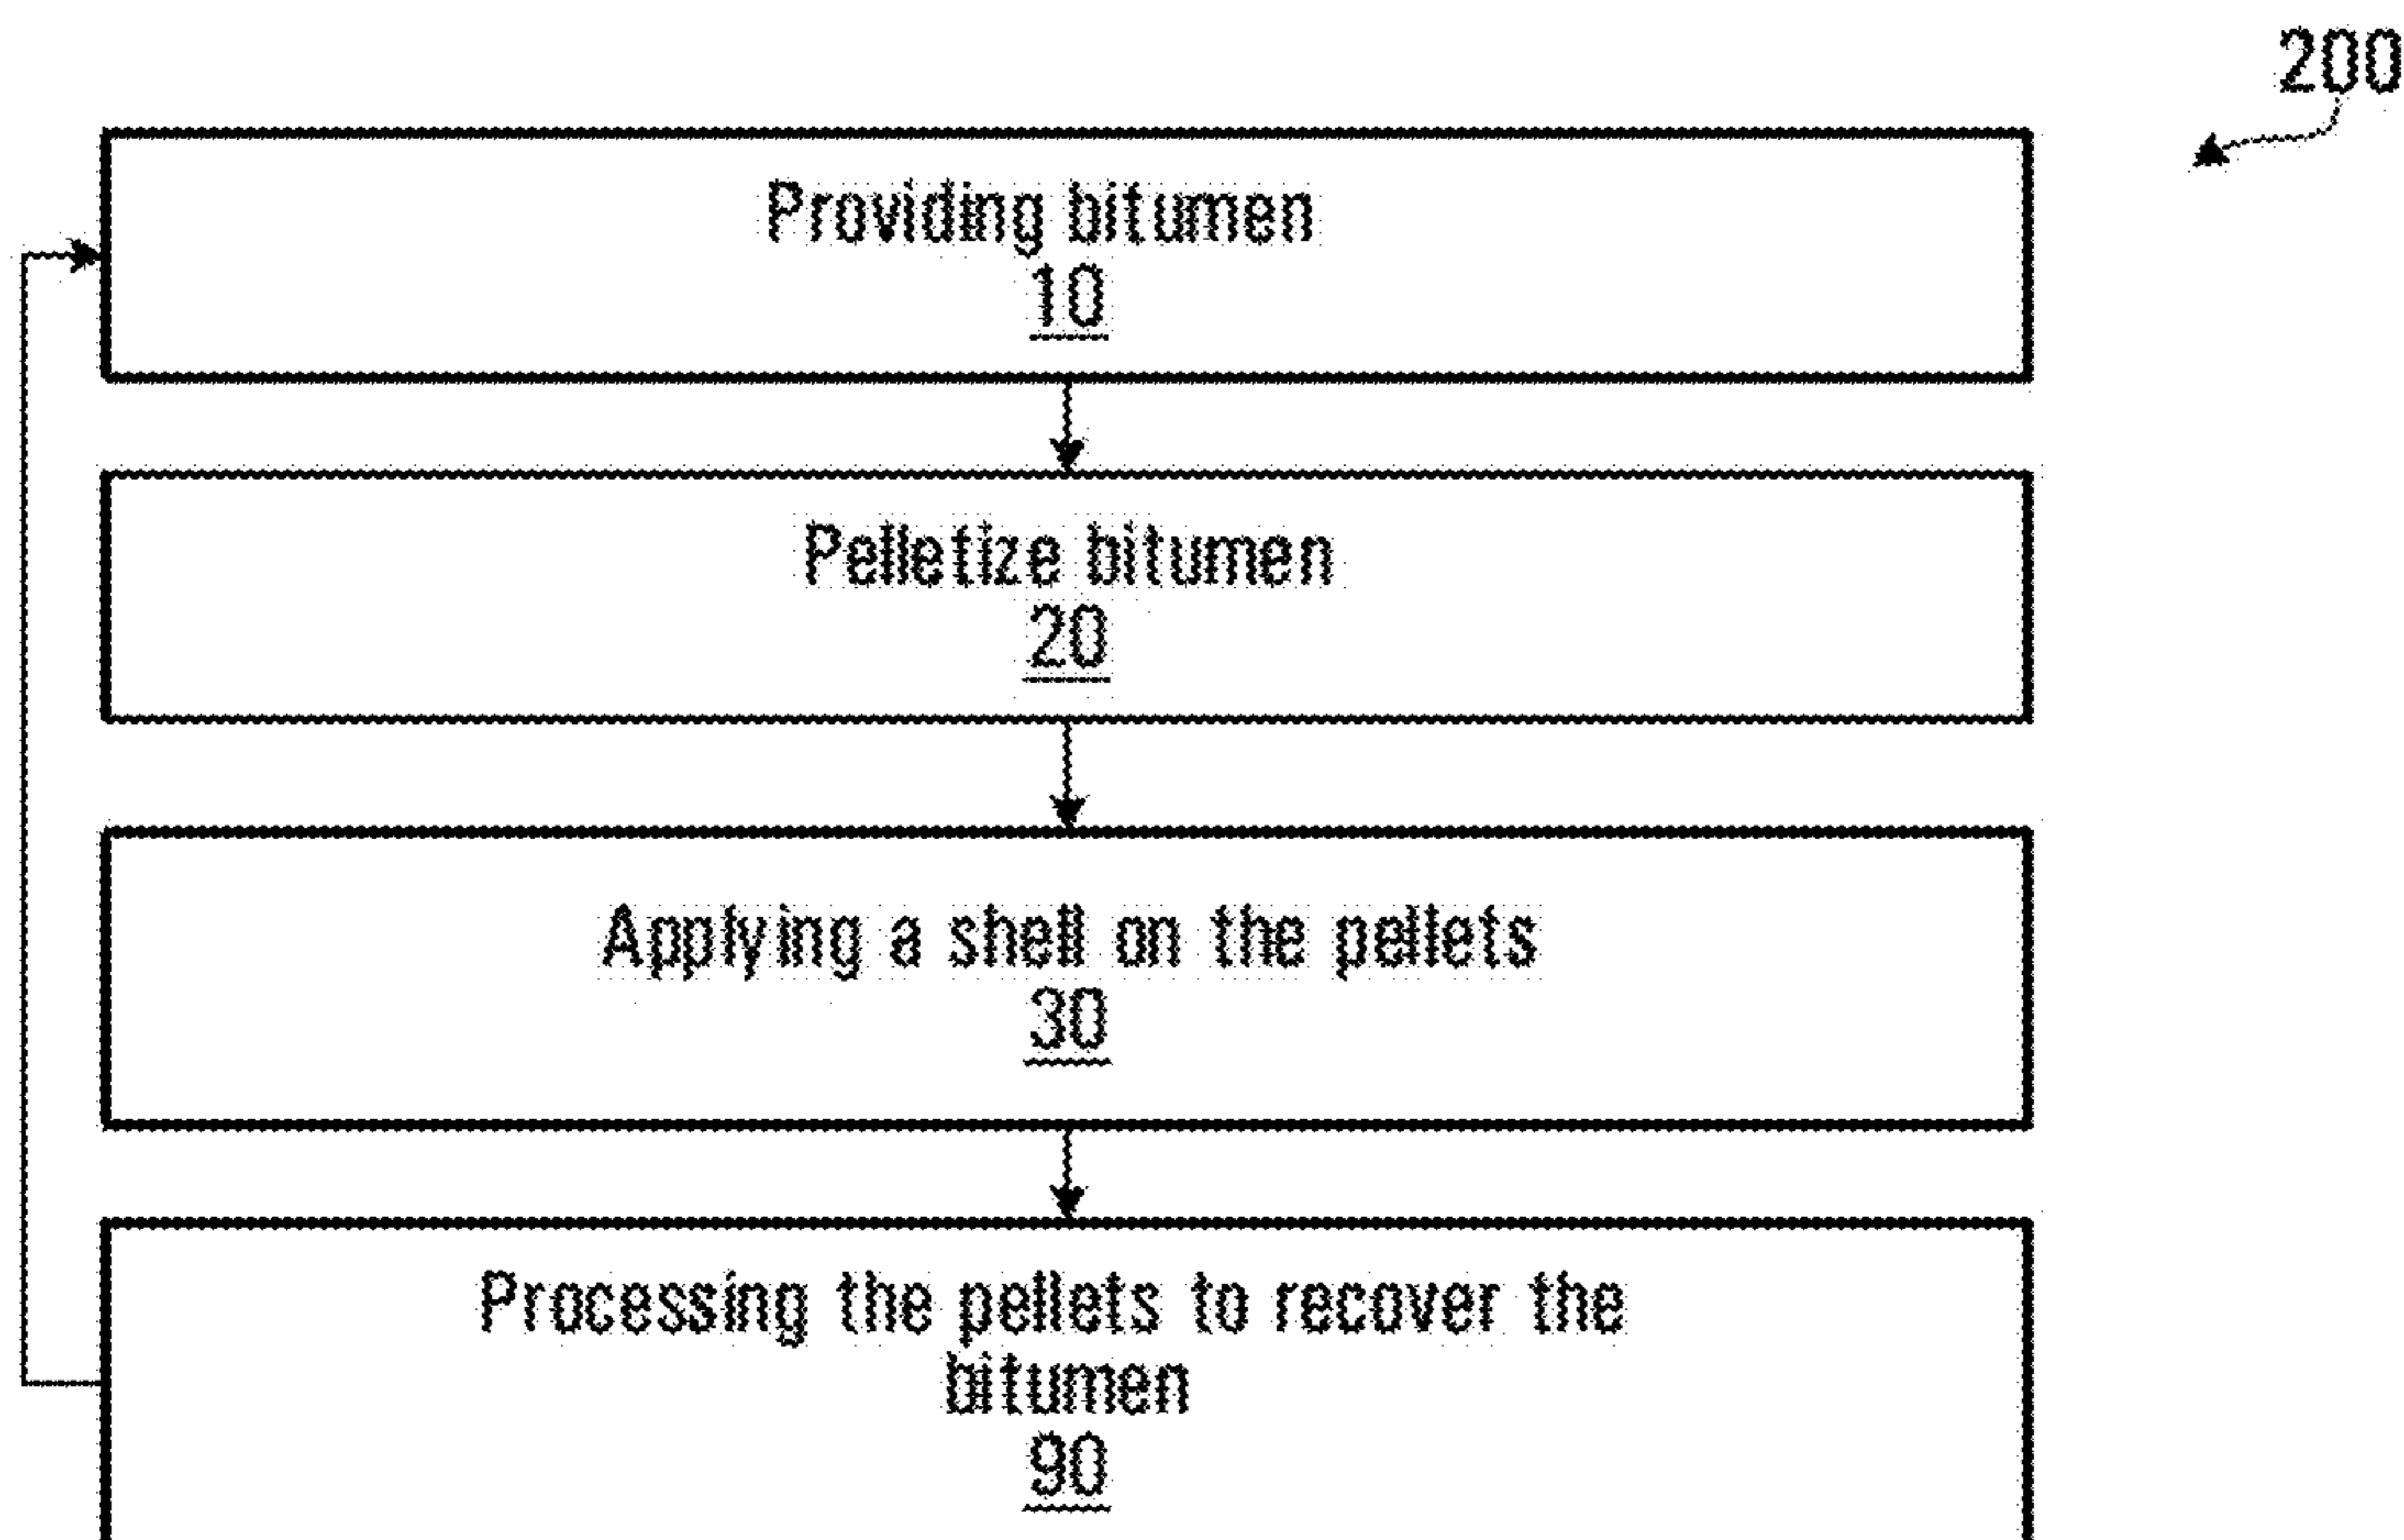 200
Providing bitumen
10
Pelletize bitumen
20
Applying a shell on the pellets
30
Processing the pellets to recover the
bitumen
90